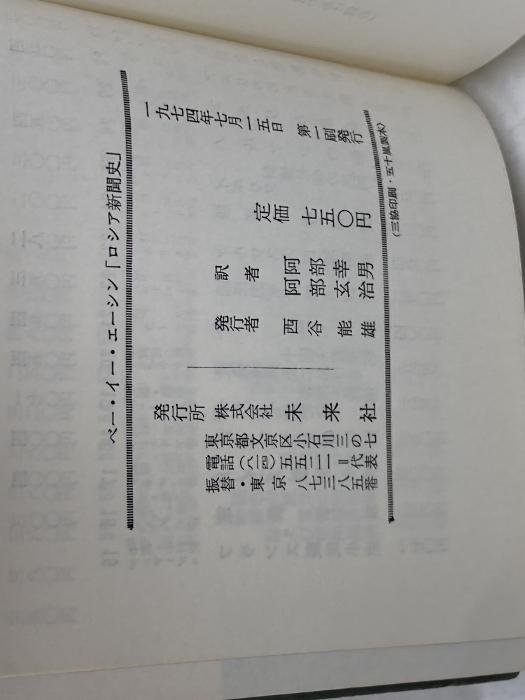 ペー・イー・エーシン「ロシア新聞史」
一九七四年七月一五日　第一刷発行
定価　七五〇円
訳者　阿部幸男
阿部玄治
発行者　西谷能雄
発行所　株式会社　未来社
東京都文京区小石川三の七
電話(八一四)五五二一＝代表
振替・東京八七三八五番
(三協印刷・五十嵐製本)